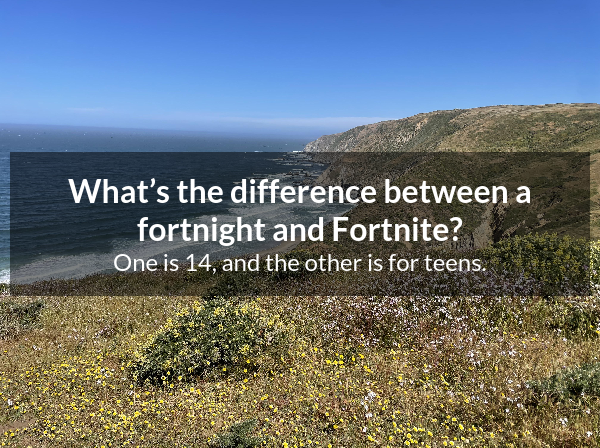 What’s the difference between a
fortnight and Fortnite?
One is 14, and the other is for teens.